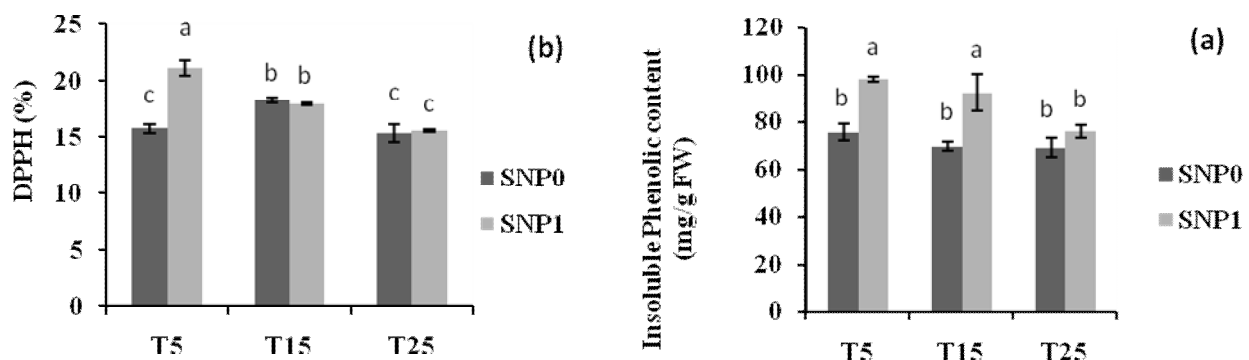 25
20
15
10
5
0
DPPH (%)
(b)
c a
b b
c c
T5 T15 T25
SNP0
SNP1
120
100
80
60
40
20
0
Insoluble Phenolic content
(mg/g FW)
(a)
b a
b a
b b
T5 T15 T25
SNP0
SNP1